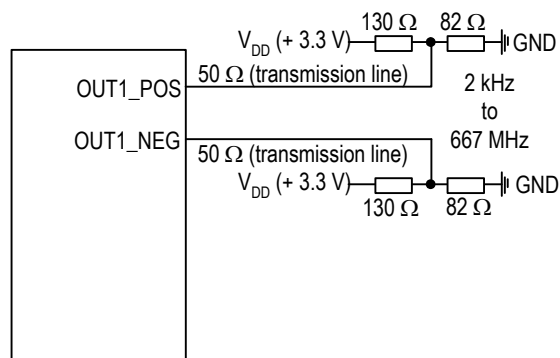 130 Ω 82 Ω
V_DD (+ 3.3 V) GND
50 Ω (transmission line) 2 kHz
OUT1_POS to
OUT1_NEG 667 MHz
50 Ω (transmission line)
V_DD (+ 3.3 V) GND
130 Ω 82 Ω